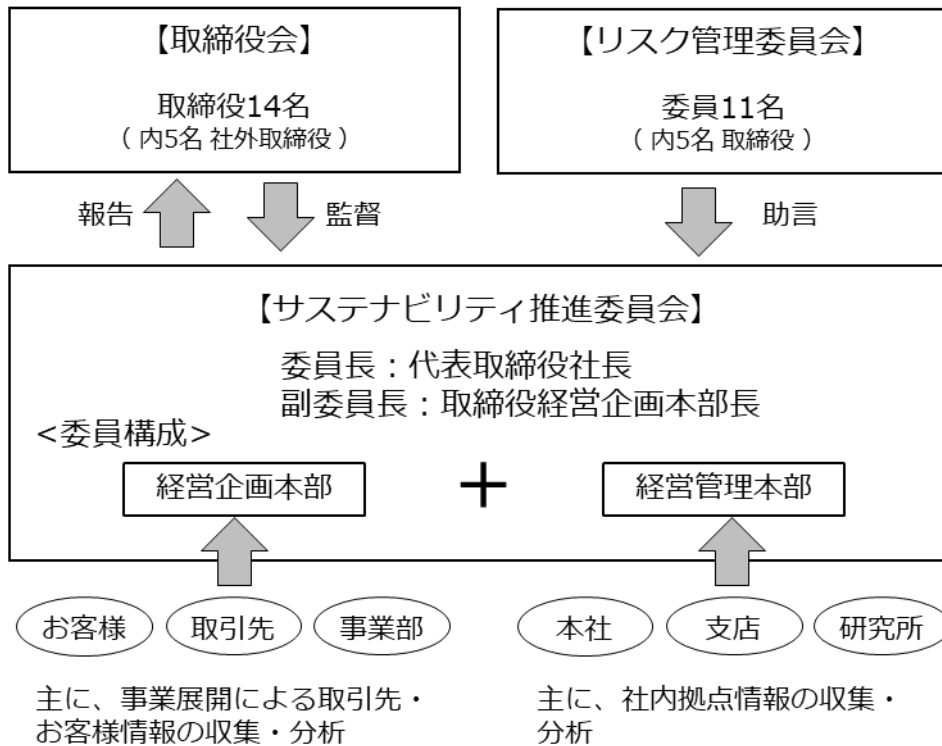 【取締役会】
取締役14名
( 内5名 社外取締役 )
【リスク管理委員会】
委員11名
( 内5名 取締役 )
報告
監督
助言
【サステナビリティ推進委員会】
委員長：代表取締役社長
副委員長：取締役経営企画本部長
<委員構成>
経営企画本部
＋
経営管理本部
お客様
取引先
事業部
本社
支店
研究所
主に、事業展開による取引先・
お客様情報の収集・分析
主に、社内拠点情報の収集・
分析